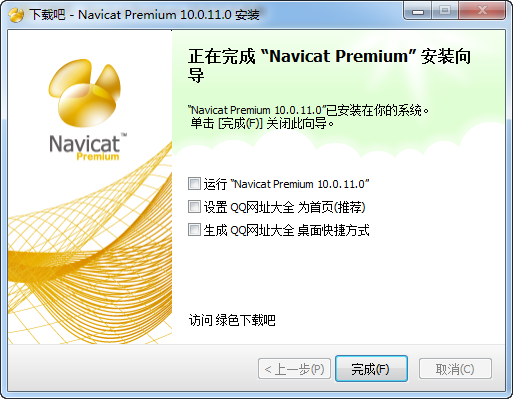 下载吧 - Navicat Premium 10.0.11.0 安装
正在完成 “Navicat Premium” 安装向
导
“Navicat Premium 10.0.11.0”已安装在你的系统。
单击 [完成(F)] 关闭此向导。
Navicat™
Premium
运行 “Navicat Premium 10.0.11.0”
设置 QQ网址大全 为首页(推荐)
生成 QQ网址大全 桌面快捷方式
访问 绿色下载吧
< 上一步(P)
完成(F)
取消(C)